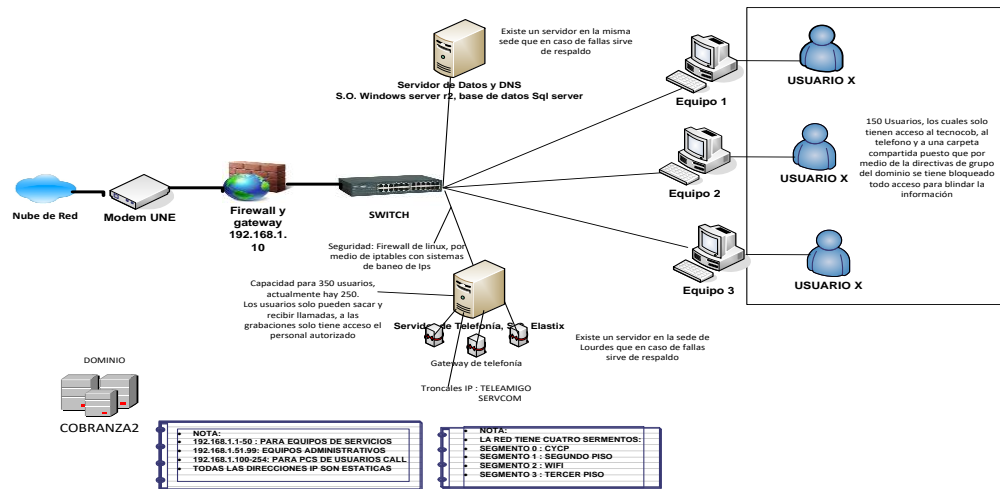 Existe un servidor en la misma
sede que en caso de fallas sirve
de respaldo
Servidor de Datos y DNS
S.O. Windows server r2, base de datos Sql server
Equipo 1
USUARIO X
150 Usuarios, los cuales solo
tienen acceso al tecnocob, al
telefono y a una carpeta
compartida puesto que por
medio de la directivas de grupo
del dominio se tiene bloqueado
todo acceso para blindar la
información
Equipo 2
USUARIO X
Nube de Red
Modem UNE
Firewall y
gateway
192.168.1.
10
SWITCH
Seguridad: Firewall de linux, por
medio de iptables con sistemas
de baneo de Ips
Equipo 3
USUARIO X
Capacidad para 350 usuarios,
actualmente hay 250.
Los usuarios solo pueden sacar y
recibir llamadas, a las
grabaciones solo tiene acceso el
personal autorizado
Servidor de Telefonía, S.O. Elastix
Gateway de telefonía
Troncales IP : TELEAMIGO
SERVCOM
Existe un servidor en la sede de
Lourdes que en caso de fallas
sirve de respaldo
DOMINIO
COBRANZA2
• NOTA:
• 192.168.1.1-50 : PARA EQUIPOS DE SERVICIOS
• 192.168.1.51.99: EQUIPOS ADMINISTRATIVOS
• 192.168.1.100-254: PARA PCS DE USUARIOS CALL
• TODAS LAS DIRECCIONES IP SON ESTATICAS
• NOTA:
• LA RED TIENE CUATRO SERMENTOS:
• SEGMENTO 0 : CYCP
• SEGMENTO 1 : SEGUNDO PISO
• SEGMENTO 2 : WIFI
• SEGMENTO 3 : TERCER PISO